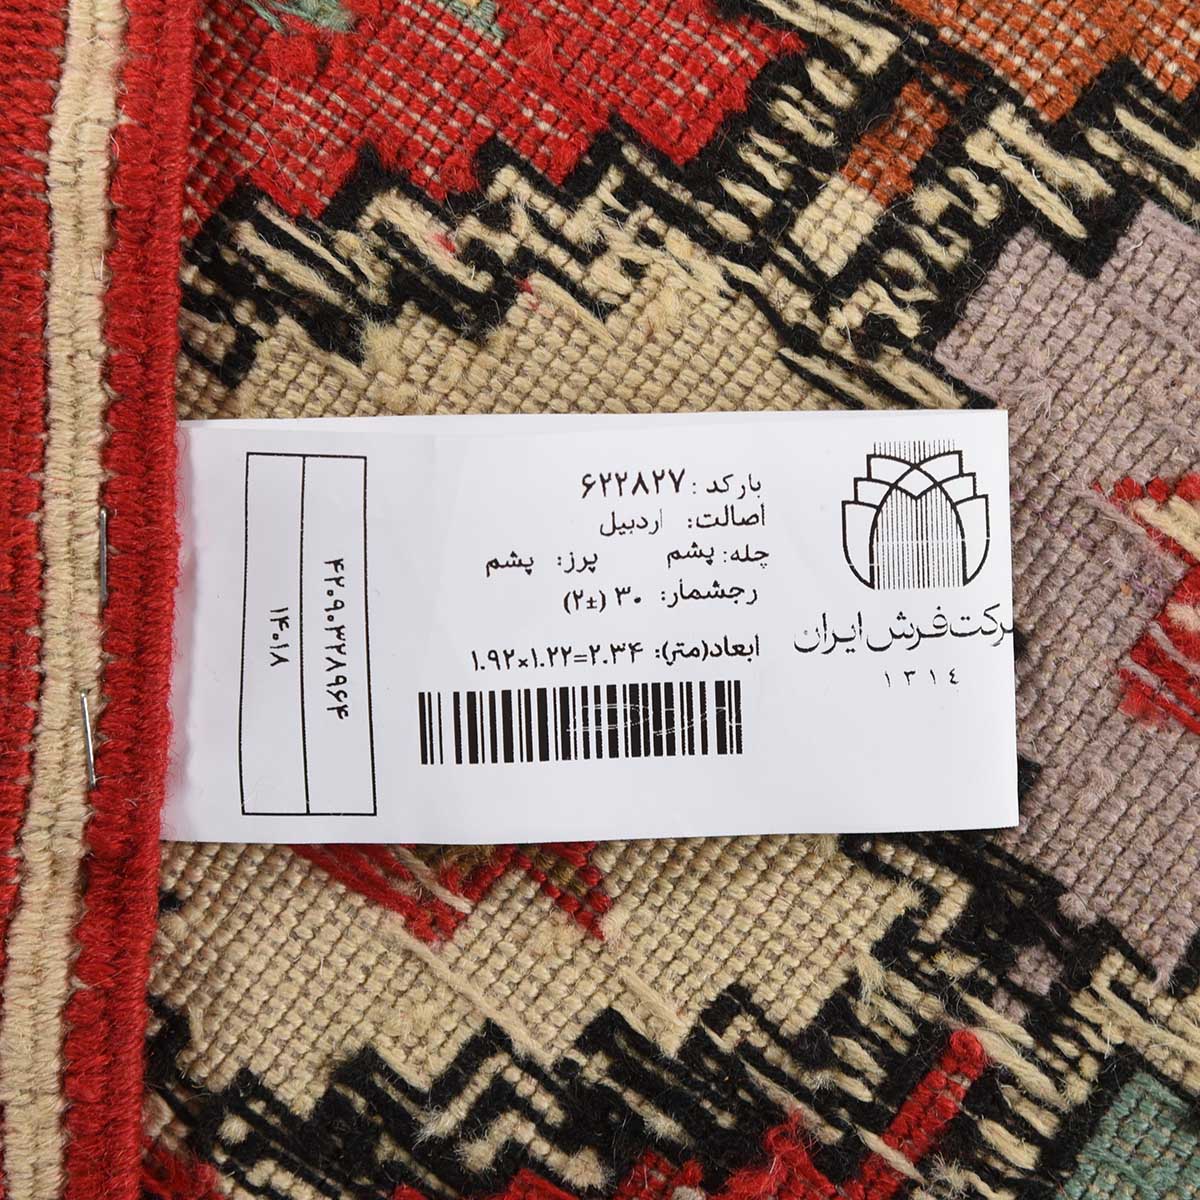 بارکد: ۶۲۲۸۲۷
اصالت: اردبیل
چله: پشم پرز: پشم
رجشمار: ۳۰ (±۲)
ابعاد(متر): ۲.۳۴=۱.۲۲×۱.۹۲
رکت فرش ایران
۱۳۱٤
۴۲۰۹۰۳۲۸۹۶۴
۱۴۰۱۸